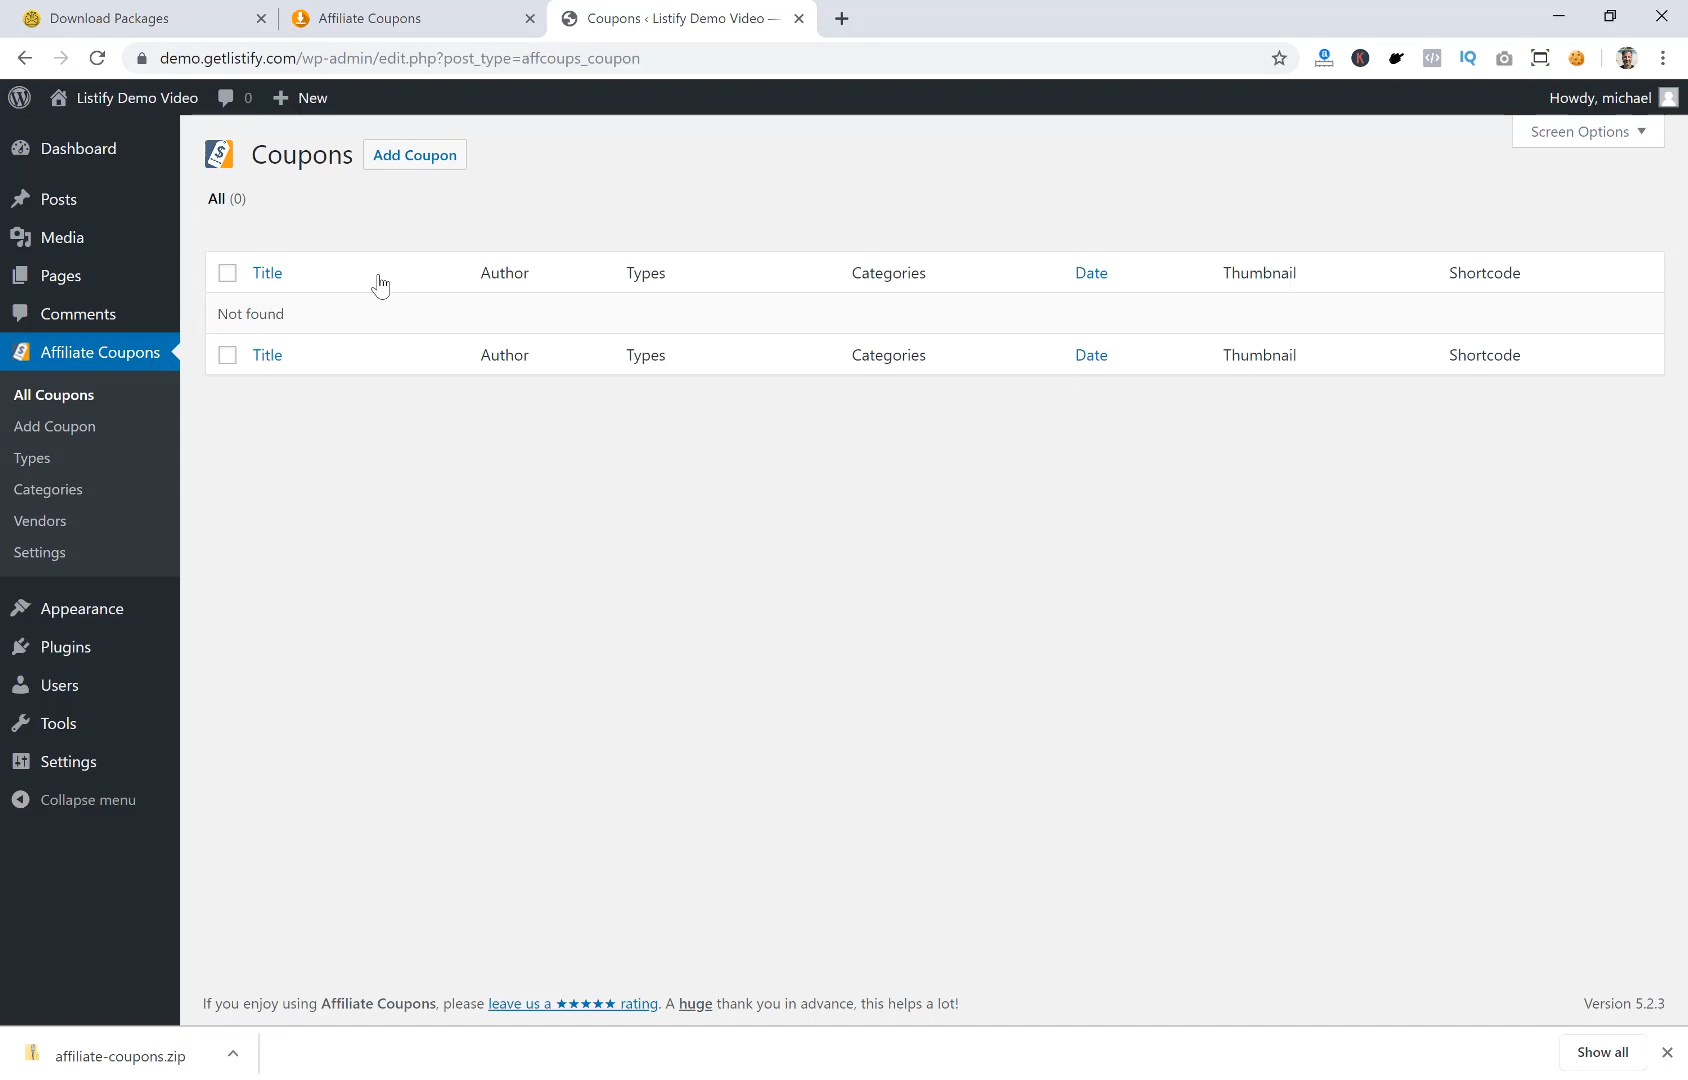 Download Packages
Affiliate Coupons
Coupons ‹ Listify Demo Video —
demo.getlistify.com/wp-admin/edit.php?post_type=affcoups_coupon
Listify Demo Video 0 New Howdy, michael
Screen Options
Dashboard
Posts
Media
Pages
Comments
Affiliate Coupons
All Coupons
Add Coupon
Types
Categories
Vendors
Settings
Appearance
Plugins
Users
Tools
Settings
Collapse menu
Coupons Add Coupon
All (0)
Title Author Types Categories Date Thumbnail Shortcode
Not found
Title Author Types Categories Date Thumbnail Shortcode
If you enjoy using Affiliate Coupons, please leave us a ★★★★★ rating. A huge thank you in advance, this helps a lot! Version 5.2.3
affiliate-coupons.zip Show all